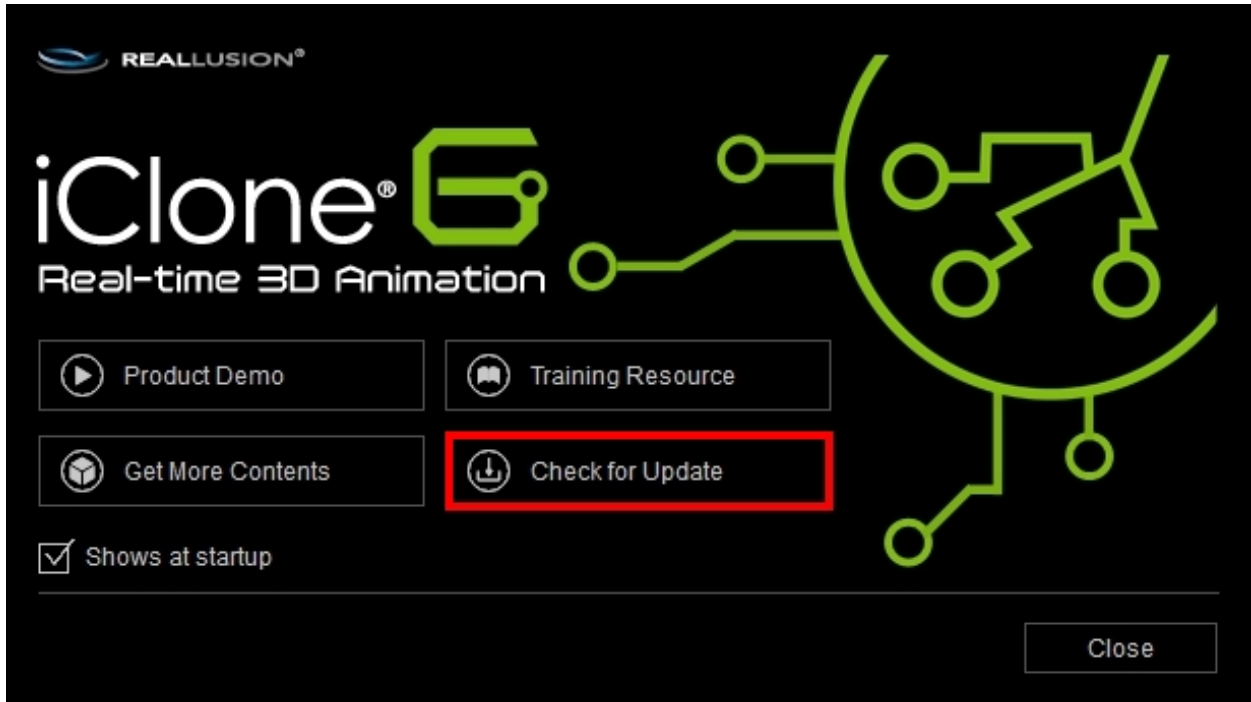 REALLUSION®
iClone® 6
Real-time 3D Animation
Product Demo
Training Resource
Get More Contents
Check for Update
Shows at startup
Close